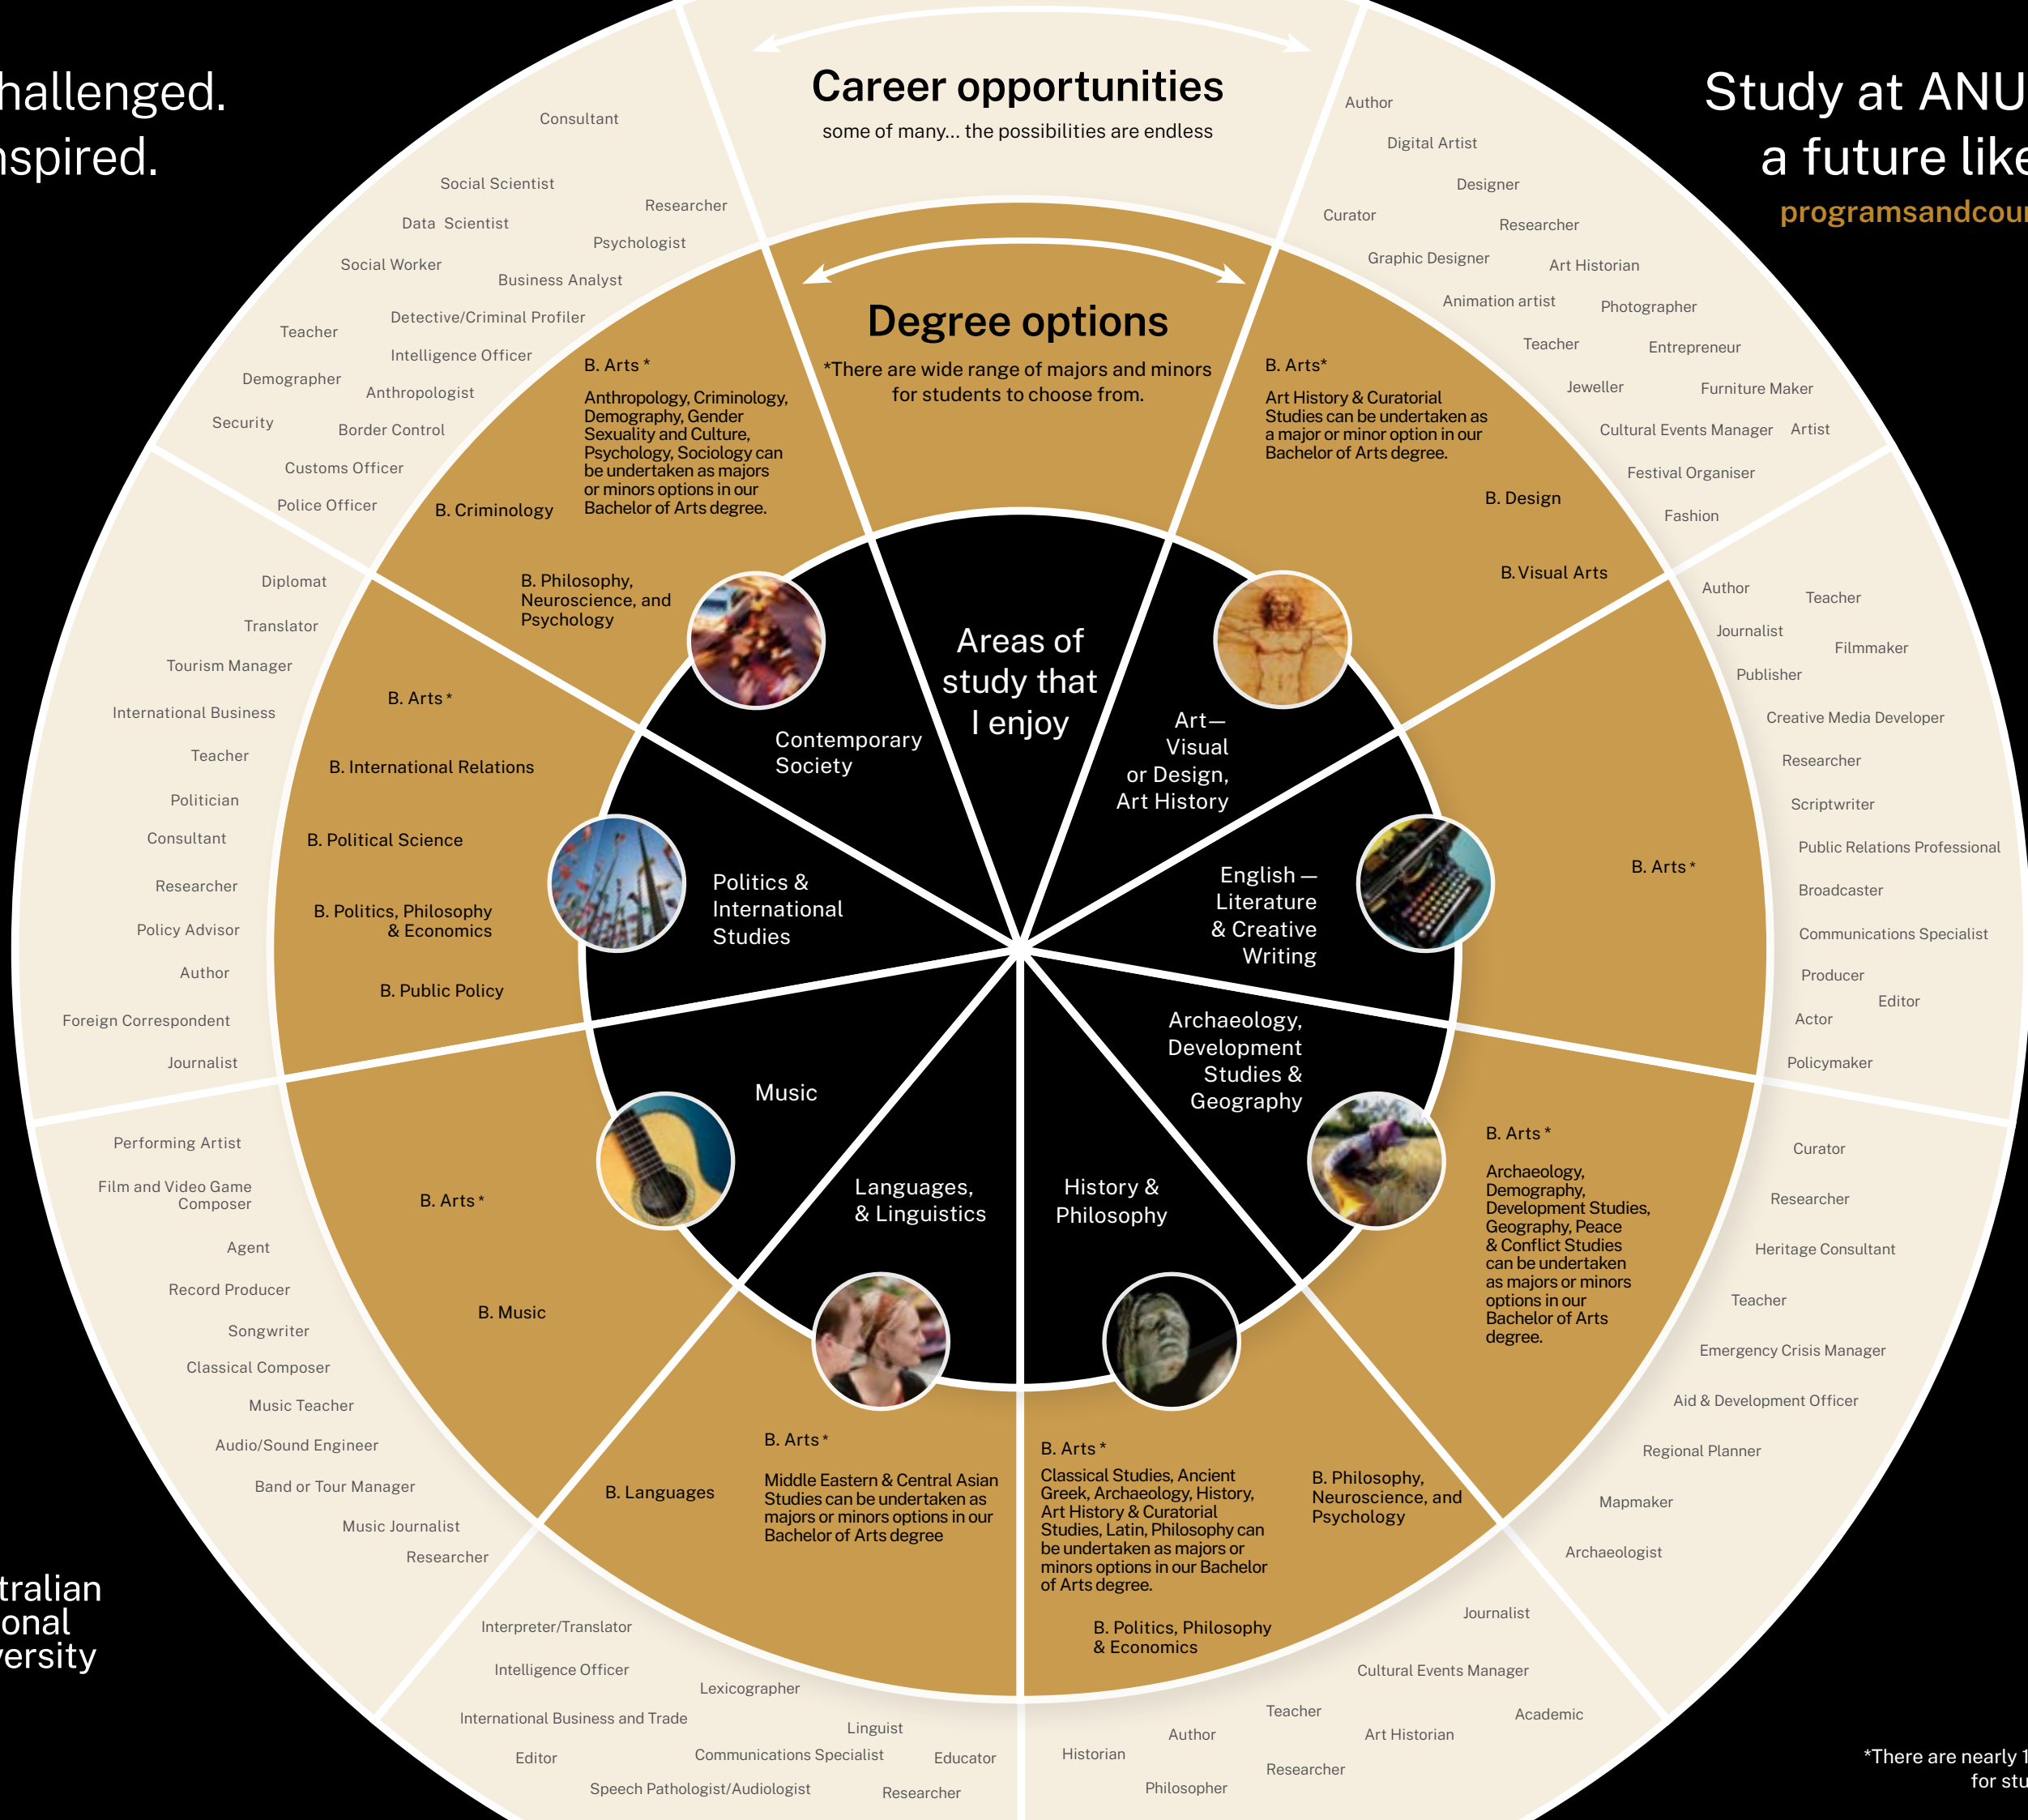 hallenged.
nspired.
Study at ANU
a future like
programsandcour
Career opportunities
some of many... the possibilities are endless
Degree options
*There are wide range of majors and minors
for students to choose from.
Areas of
study that
I enjoy
Art—
Visual
or Design,
Art History
B. Arts*
Art History & Curatorial
Studies can be undertaken as
a major or minor option in our
Bachelor of Arts degree.
B. Design
B. Visual Arts
Author
Digital Artist
Designer
Curator
Researcher
Graphic Designer
Art Historian
Animation artist
Photographer
Teacher
Entrepreneur
Jeweller
Furniture Maker
Cultural Events Manager
Artist
Festival Organiser
Fashion
English —
Literature
& Creative
Writing
B. Arts *
Author
Teacher
Journalist
Filmmaker
Publisher
Creative Media Developer
Researcher
Scriptwriter
Public Relations Professional
Broadcaster
Communications Specialist
Producer
Editor
Actor
Policymaker
Archaeology,
Development
Studies &
Geography
B. Arts *
Archaeology,
Demography,
Development Studies,
Geography, Peace
& Conflict Studies
can be undertaken
as majors or minors
options in our
Bachelor of Arts
degree.
Curator
Researcher
Heritage Consultant
Teacher
Emergency Crisis Manager
Aid & Development Officer
Regional Planner
Mapmaker
Archaeologist
History &
Philosophy
B. Arts *
Classical Studies, Ancient
Greek, Archaeology, History,
Art History & Curatorial
Studies, Latin, Philosophy can
be undertaken as majors or
minors options in our Bachelor
of Arts degree.
B. Philosophy,
Neuroscience, and
Psychology
B. Politics, Philosophy
& Economics
Journalist
Cultural Events Manager
Teacher
Academic
Author
Art Historian
Historian
Researcher
Philosopher
Languages,
& Linguistics
B. Arts *
Middle Eastern & Central Asian
Studies can be undertaken as
majors or minors options in our
Bachelor of Arts degree
B. Languages
Interpreter/Translator
Intelligence Officer
Lexicographer
International Business and Trade
Linguist
Editor
Communications Specialist
Educator
Speech Pathologist/Audiologist
Researcher
Music
B. Arts *
B. Music
Performing Artist
Film and Video Game
Composer
Agent
Record Producer
Songwriter
Classical Composer
Music Teacher
Audio/Sound Engineer
Band or Tour Manager
Music Journalist
Researcher
Politics &
International
Studies
B. Arts *
B. International Relations
B. Political Science
B. Politics, Philosophy
& Economics
B. Public Policy
Diplomat
Translator
Tourism Manager
International Business
Teacher
Politician
Consultant
Researcher
Policy Advisor
Author
Foreign Correspondent
Journalist
Contemporary
Society
B. Arts *
Anthropology, Criminology,
Demography, Gender
Sexuality and Culture,
Psychology, Sociology can
be undertaken as majors
or minors options in our
Bachelor of Arts degree.
B. Criminology
B. Philosophy,
Neuroscience, and
Psychology
Consultant
Social Scientist
Researcher
Data Scientist
Psychologist
Social Worker
Business Analyst
Detective/Criminal Profiler
Teacher
Intelligence Officer
Demographer
Anthropologist
Security
Border Control
Customs Officer
Police Officer
tralian
onal
ersity
*There are nearly 1
for stu